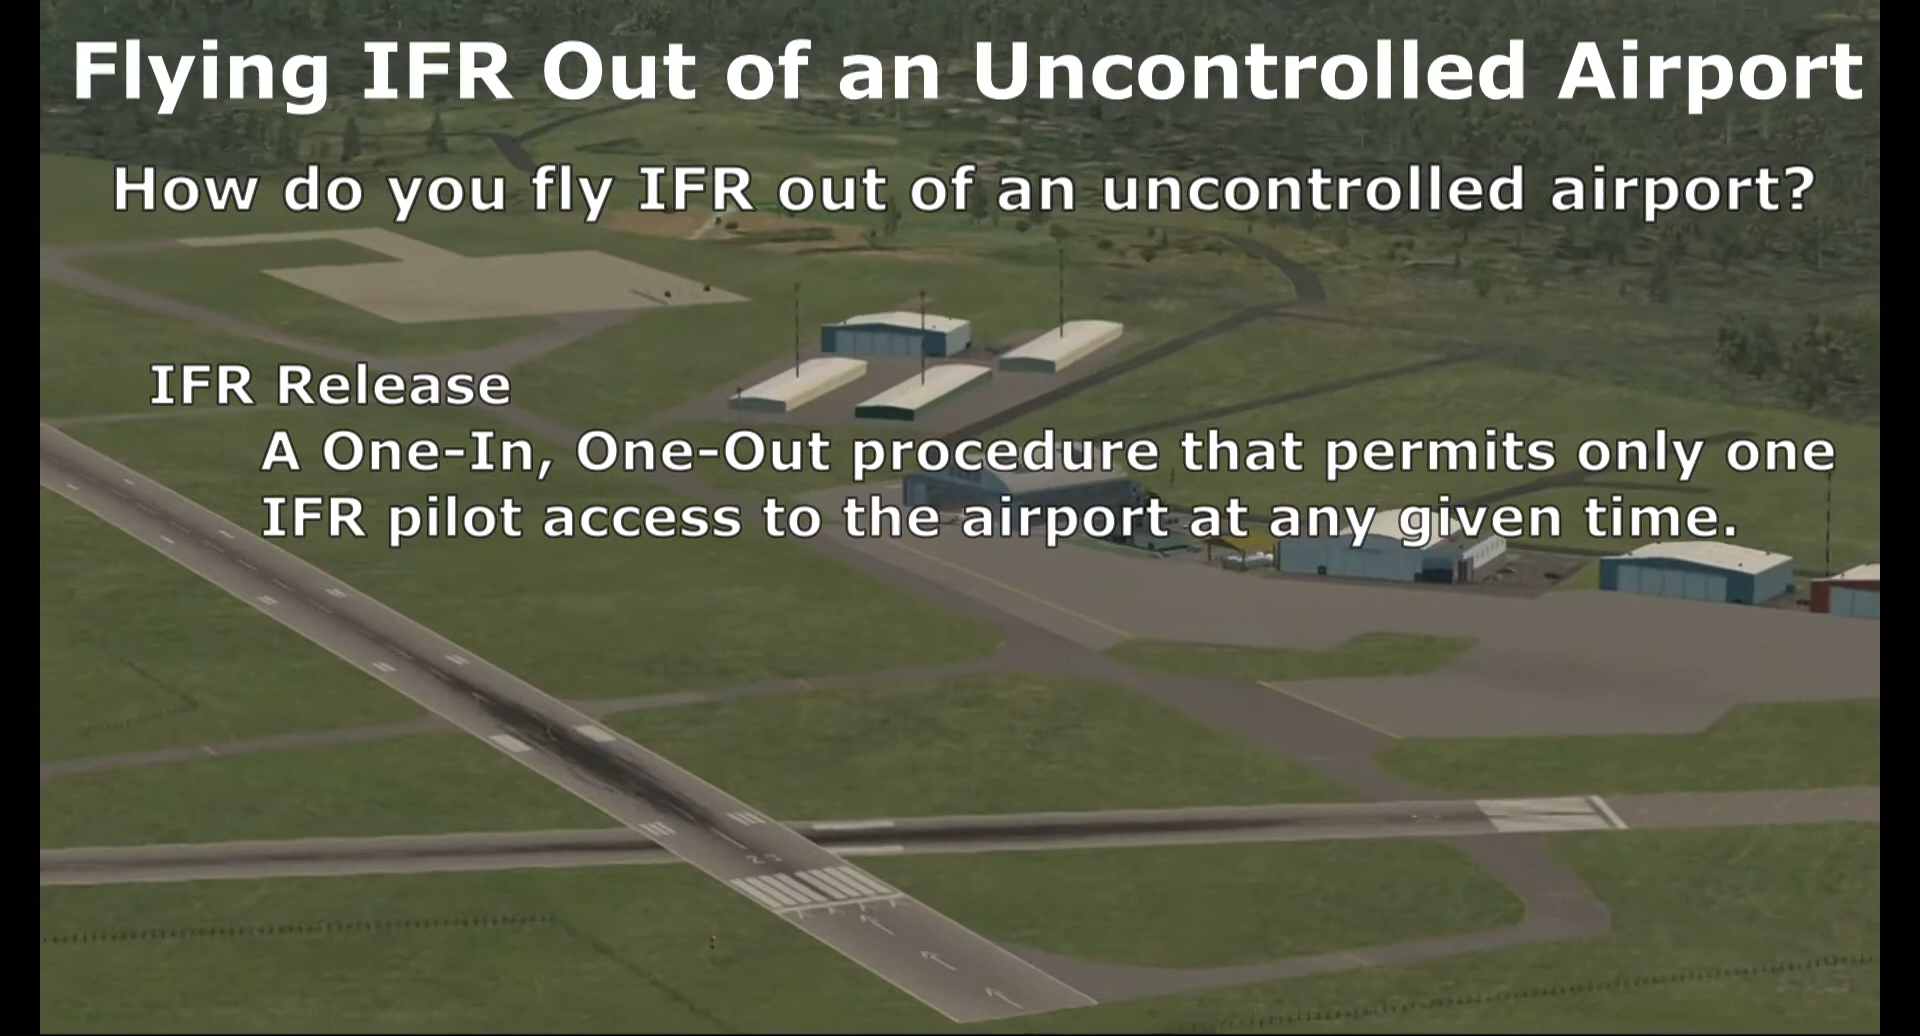 Flying IFR Out of an Uncontrolled Airport
How do you fly IFR out of an uncontrolled airport?
IFR Release
A One-In, One-Out procedure that permits only one
IFR pilot access to the airport at any given time.
27